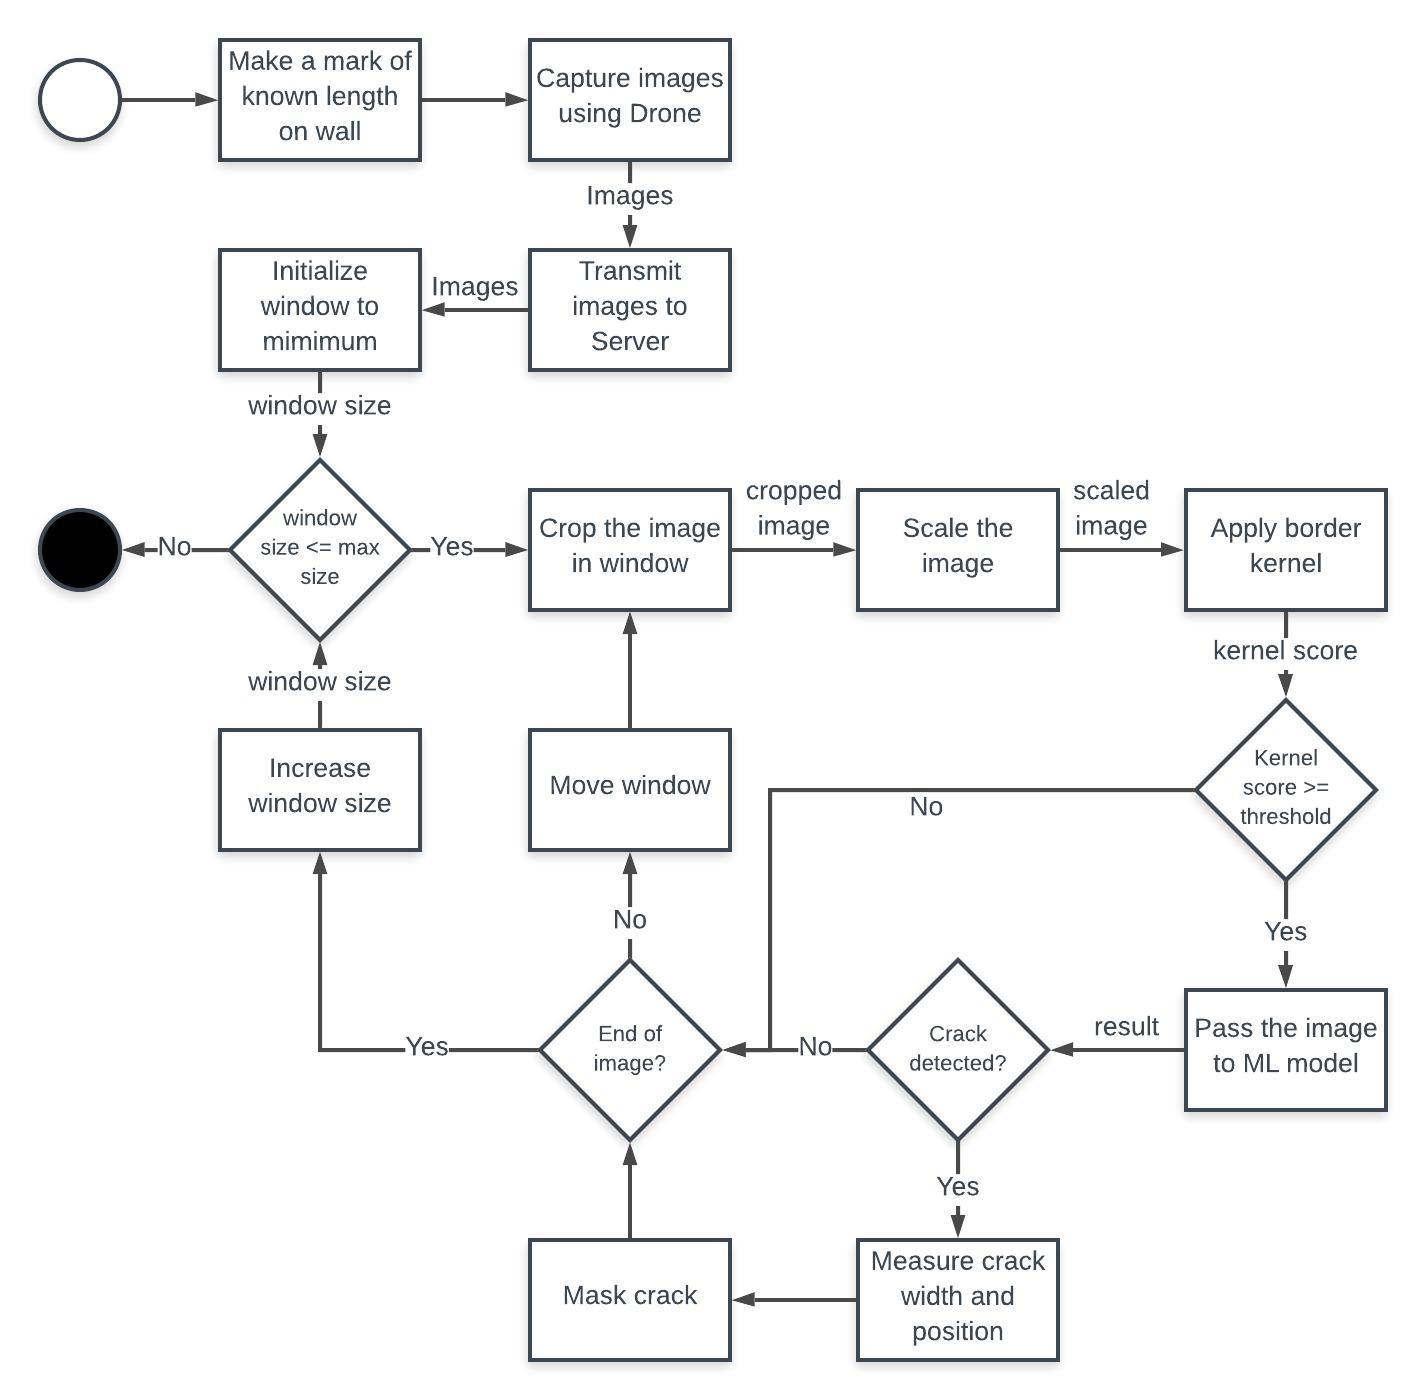 Make a mark of
known length
on wall
Capture images
using Drone
Images
Initialize
window to
mimimum
Images
Transmit
images to
Server
window size
window
size <= max
size
No
Yes
Crop the image
in window
cropped
image
Scale the
image
scaled
image
Apply border
kernel
kernel score
window size
Increase
window size
Move window
Kernel
score >=
threshold
No
No
Yes
End of
image?
Yes
No
Crack
detected?
result
Pass the image
to ML model
Yes
Mask crack
Measure crack
width and
position